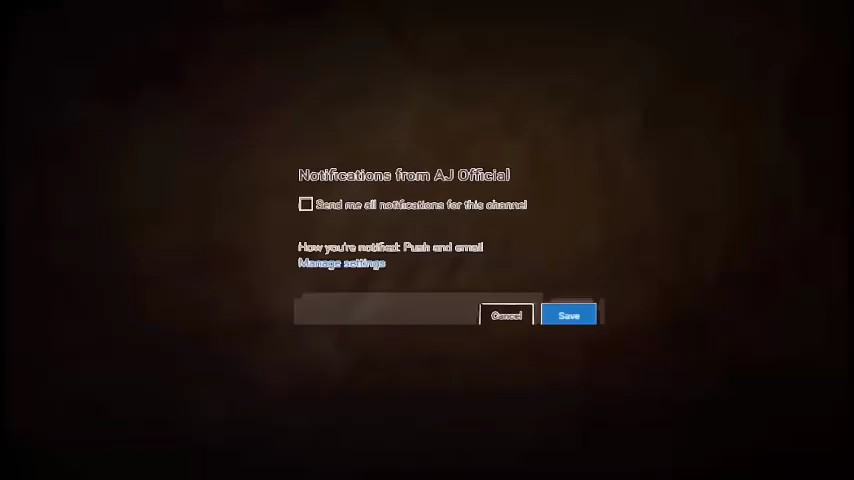 Notifications from AJ Official
Send me all notifications for this channel
How you're notified: Push and email
Manage settings
Cancel
Save